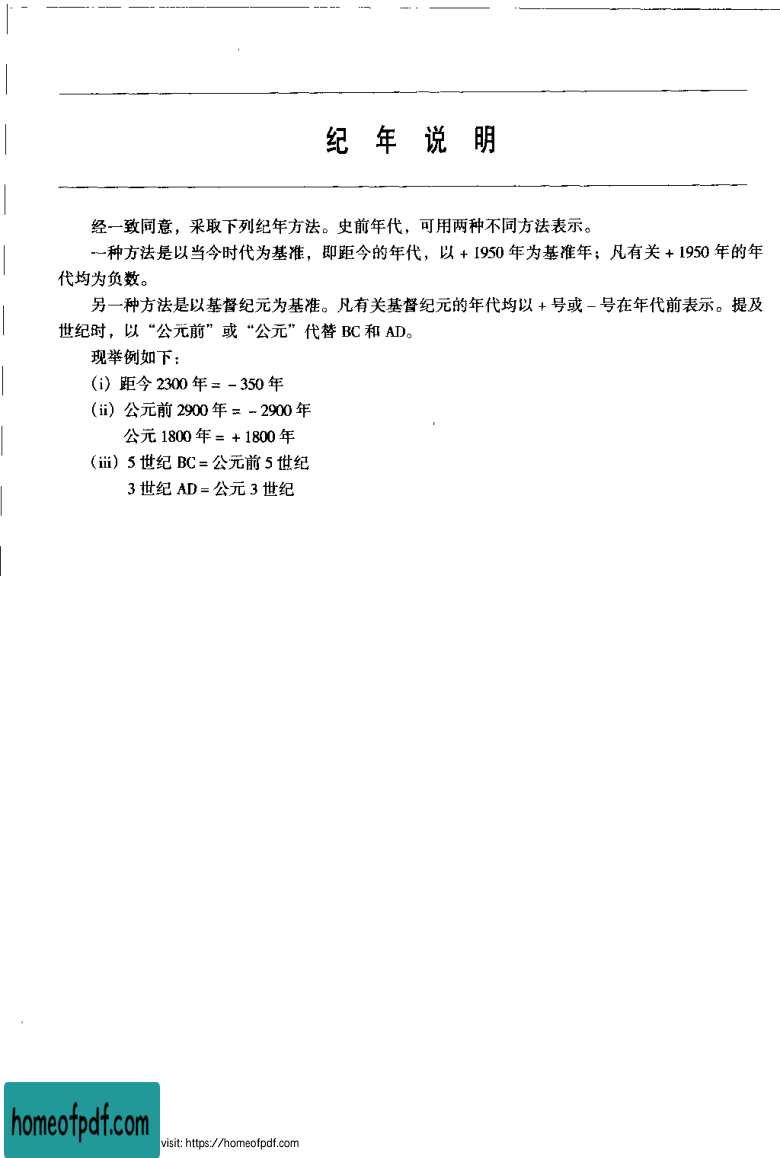 纪 年 说 明
经一致同意，采取下列纪年方法。史前年代，可用两种不同方法表示。
一种方法是以当今时代为基准，即距今的年代，以 + 1950 年为基准年；凡有关 + 1950 年的年
代均为负数。
另一种方法是以基督纪元为基准。凡有关基督纪元的年代均以 + 号或 – 号在年代前表示。提及
世纪时，以“公元前”或“公元”代替 BC 和 AD。
现举例如下：
（i）距今 2300 年 = – 350 年
（ii）公元前 2900 年 = – 2900 年
公元 1800 年 = + 1800 年
（iii）5 世纪 BC = 公元前 5 世纪
3 世纪 AD = 公元 3 世纪
homeofpdf.com
visit: https://homeofpdf.com